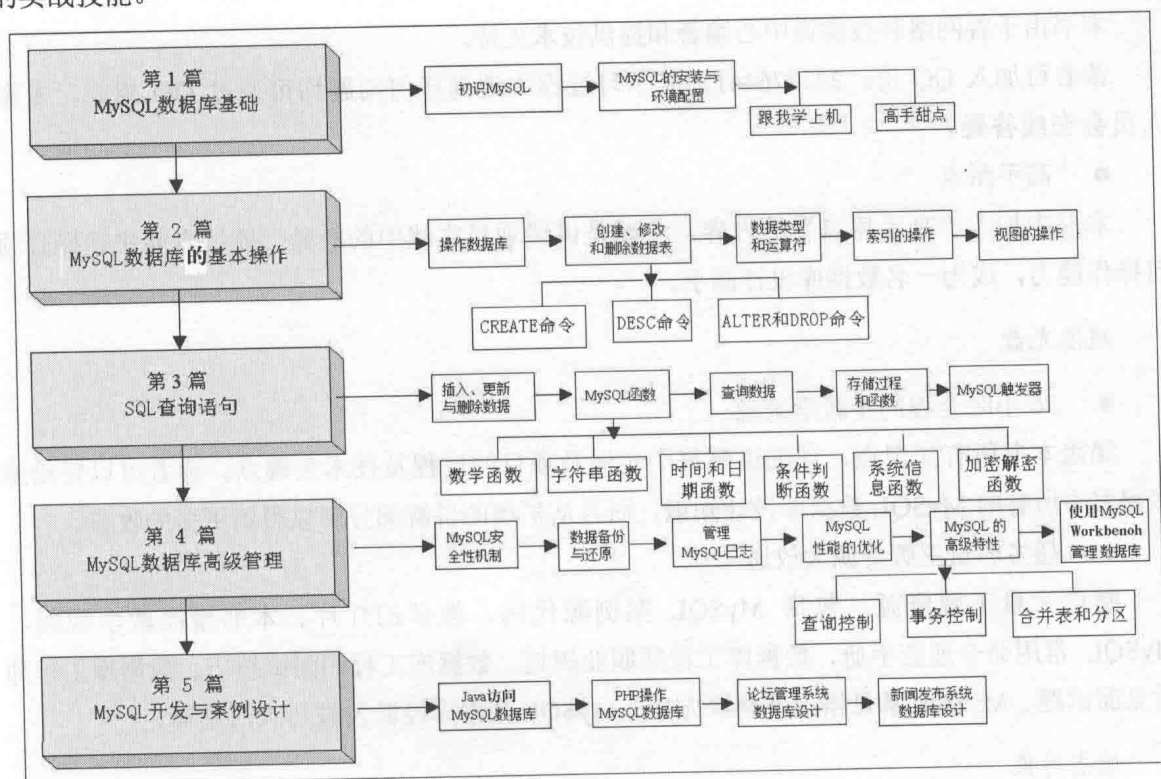 的实战技能。
第 1 篇
MySQL数据库基础
初识MySQL
MySQL的安装与
环境配置
跟我学上机
高手甜点
第 2 篇
MySQL数据库的基本操作
操作数据库
创建、修改
和删除数据表
数据类型
和运算符
索引的操作
视图的操作
CREATE命令
DESC命令
ALTER和DROP命令
第 3 篇
SQL查询语句
插入、更新
与删除数据
MySQL函数
查询数据
存储过程
和函数
MySQL触发器
数学函数
字符串函数
时间和日
期函数
条件判
断函数
系统信
息函数
加密解密
函数
第 4 篇
MySQL数据库高级管理
MySQL安
全性机制
数据备份
与还原
管理
MySQL日志
MySQL
性能的优化
MySQL 的
高级特性
使用MySQL
Workbenoh
管理数据库
查询控制
事务控制
合并表和分区
第 5 篇
MySQL开发与案例设计
Java访问
MySQL数据库
PHP操作
MySQL数据库
论坛管理系统
数据库设计
新闻发布系统
数据库设计